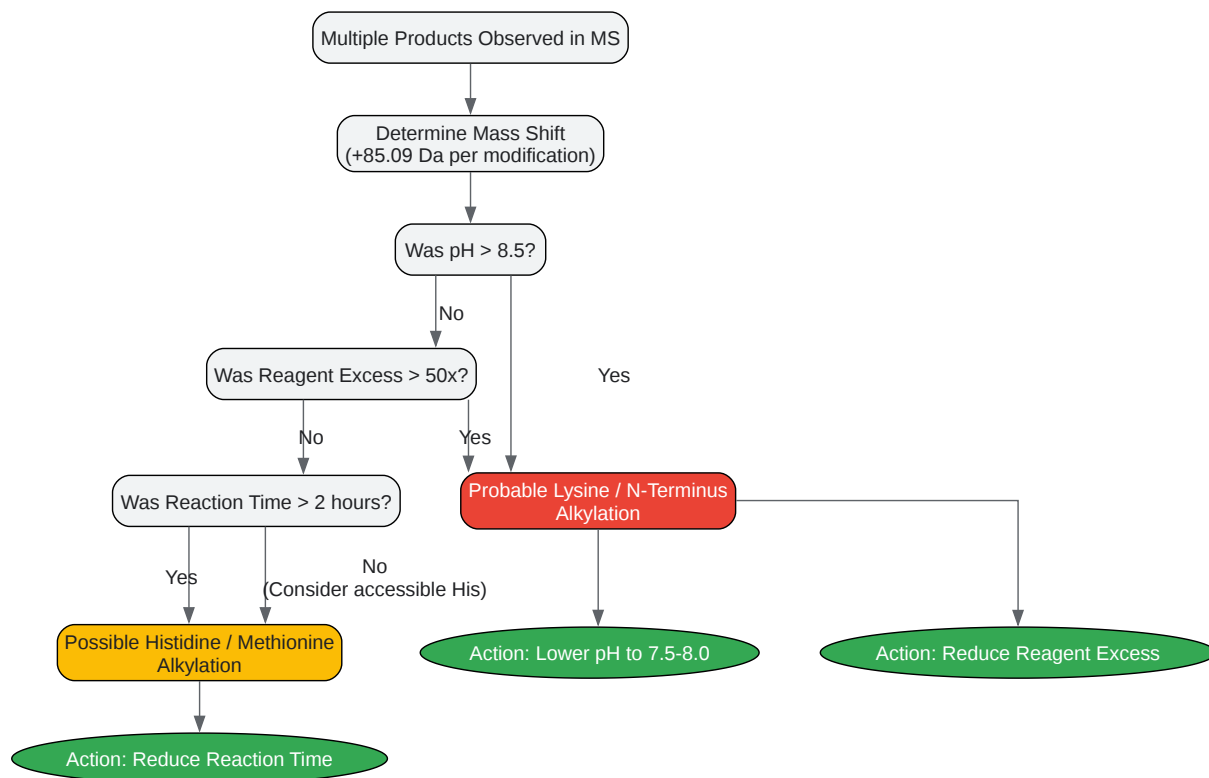 Multiple Products Observed in MS
Determine Mass Shift
(+85.09 Da per modification)
Was pH > 8.5?
No
Was Reagent Excess > 50x?
Yes
No
Yes
Was Reaction Time > 2 hours?
Probable Lysine / N-Terminus
Alkylation
Yes
No
(Consider accessible His)
Possible Histidine / Methionine
Alkylation
Action: Lower pH to 7.5-8.0
Action: Reduce Reagent Excess
Action: Reduce Reaction Time